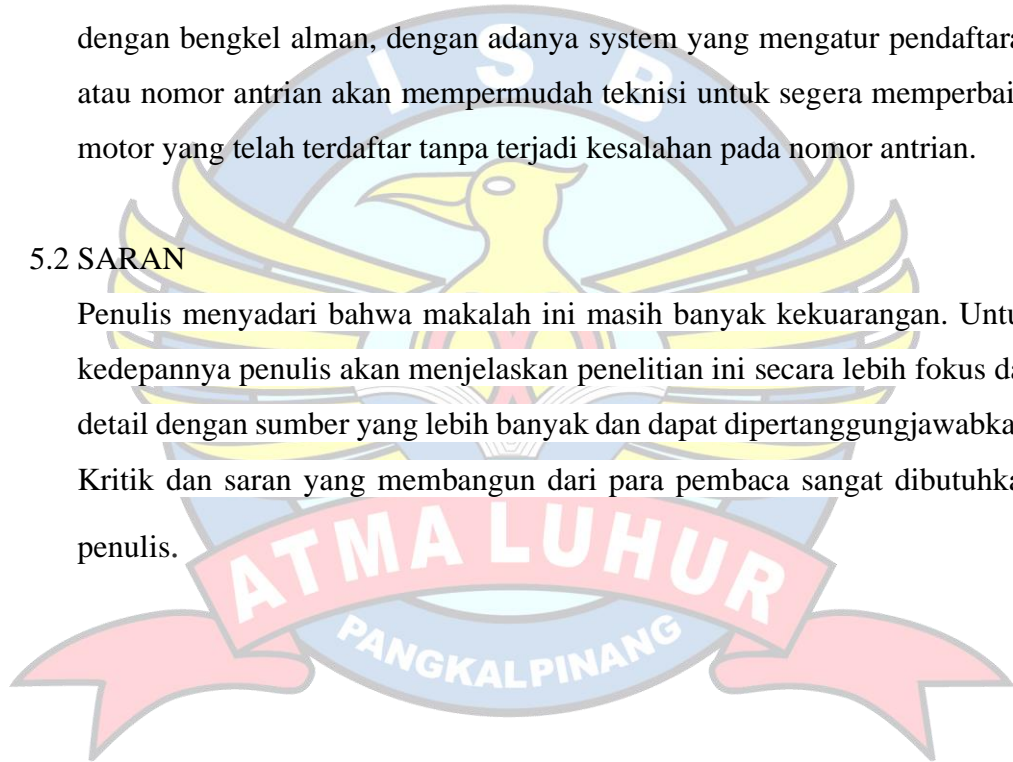 I S B
dengan bengkel alman, dengan adanya system yang mengatur pendaftara
atau nomor antrian akan mempermudah teknisi untuk segera memperbai
motor yang telah terdaftar tanpa terjadi kesalahan pada nomor antrian.
5.2 SARAN
Penulis menyadari bahwa makalah ini masih banyak kekuarangan. Untu
kedepannya penulis akan menjelaskan penelitian ini secara lebih fokus da
detail dengan sumber yang lebih banyak dan dapat dipertanggungjawabka
Kritik dan saran yang membangun dari para pembaca sangat dibutuhka
penulis.
ATMA LUHUR
PANGKALPINANG